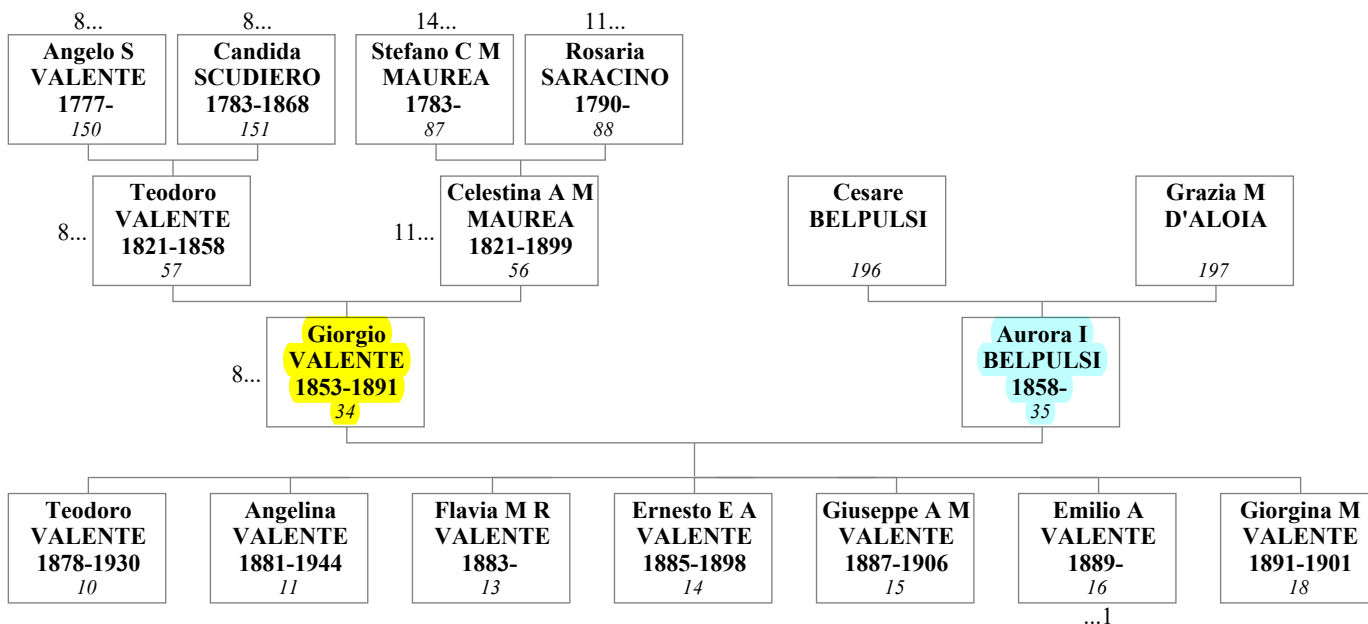 8...
8...
14...
11...
Angelo S
VALENTE
1777-
150
Candida
SCUDIERO
1783-1868
151
Stefano C M
MAUREA
1783-
87
Rosaria
SARACINO
1790-
88
8...
Teodoro
VALENTE
1821-1858
57
11...
Celestina A M
MAUREA
1821-1899
56
Cesare
BELPULSI
196
Grazia M
D'ALOIA
197
8...
Giorgio
VALENTE
1853-1891
34
Aurora I
BELPULSI
1858-
35
Teodoro
VALENTE
1878-1930
10
Angelina
VALENTE
1881-1944
11
Flavia M R
VALENTE
1883-
13
Ernesto E A
VALENTE
1885-1898
14
Giuseppe A M
VALENTE
1887-1906
15
Emilio A
VALENTE
1889-
16
...1
Giorgina M
VALENTE
1891-1901
18